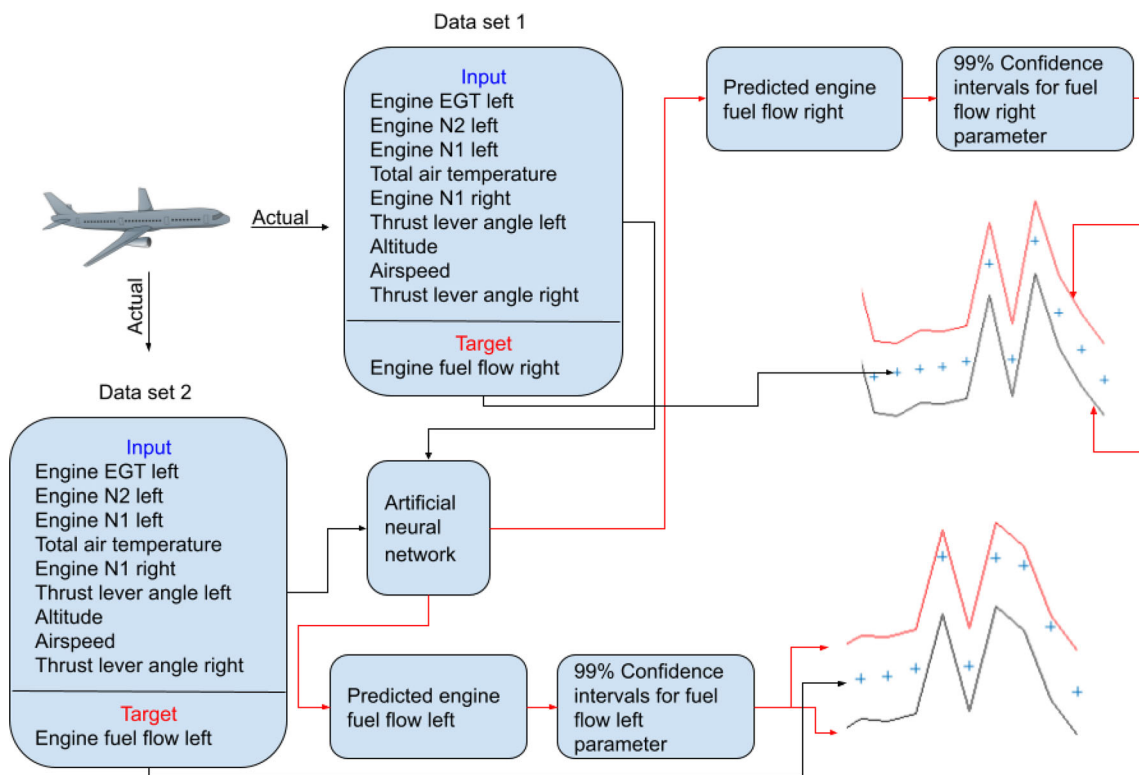 Data set 1
Input
Engine EGT left
Engine N2 left
Engine N1 left
Total air temperature
Engine N1 right
Thrust lever angle left
Altitude
Airspeed
Thrust lever angle right
Target
Engine fuel flow right
Predicted engine
fuel flow right
99% Confidence
intervals for fuel
flow right
parameter
Actual
Actual
Data set 2
Input
Engine EGT left
Engine N2 left
Engine N1 left
Total air temperature
Engine N1 right
Thrust lever angle left
Altitude
Airspeed
Thrust lever angle right
Target
Engine fuel flow left
Artificial
neural
network
Predicted engine
fuel flow left
99% Confidence
intervals for fuel
flow left
parameter